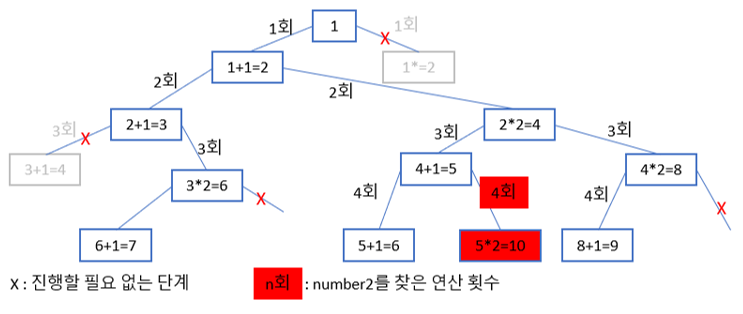 1
1회
X 1회
1+1=2
1*=2
2회
2회
2+1=3
2*2=4
3회
X
3회
3회
3회
3+1=4
3*2=6
4+1=5
4*2=8
X
4회
4회
4회
X
6+1=7
5+1=6
5*2=10
8+1=9
X : 진행할 필요 없는 단계
n회 : number2를 찾은 연산 횟수